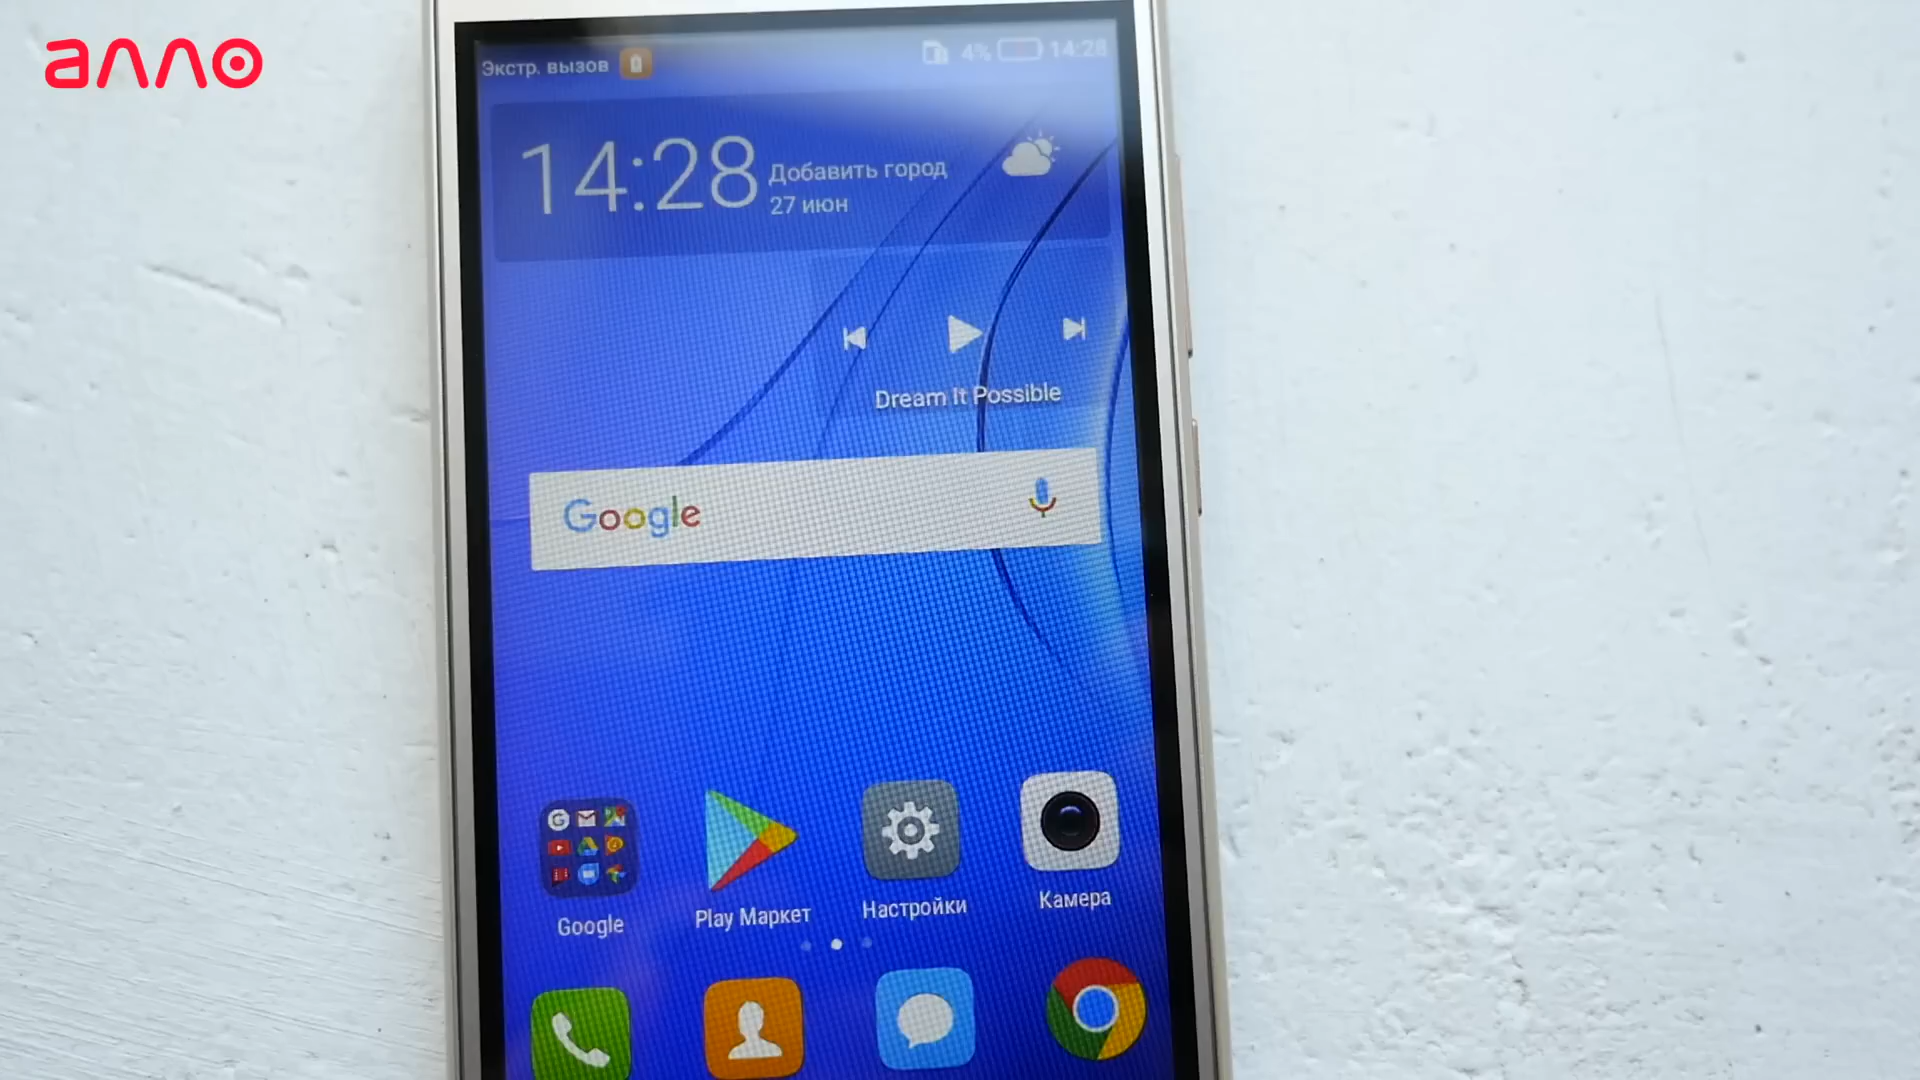 алло
Экстр. вызов
4% 14:28
14:28
Добавить город
27 июн
Dream It Possible
Google
Google
Play Маркет
Настройки
Камера